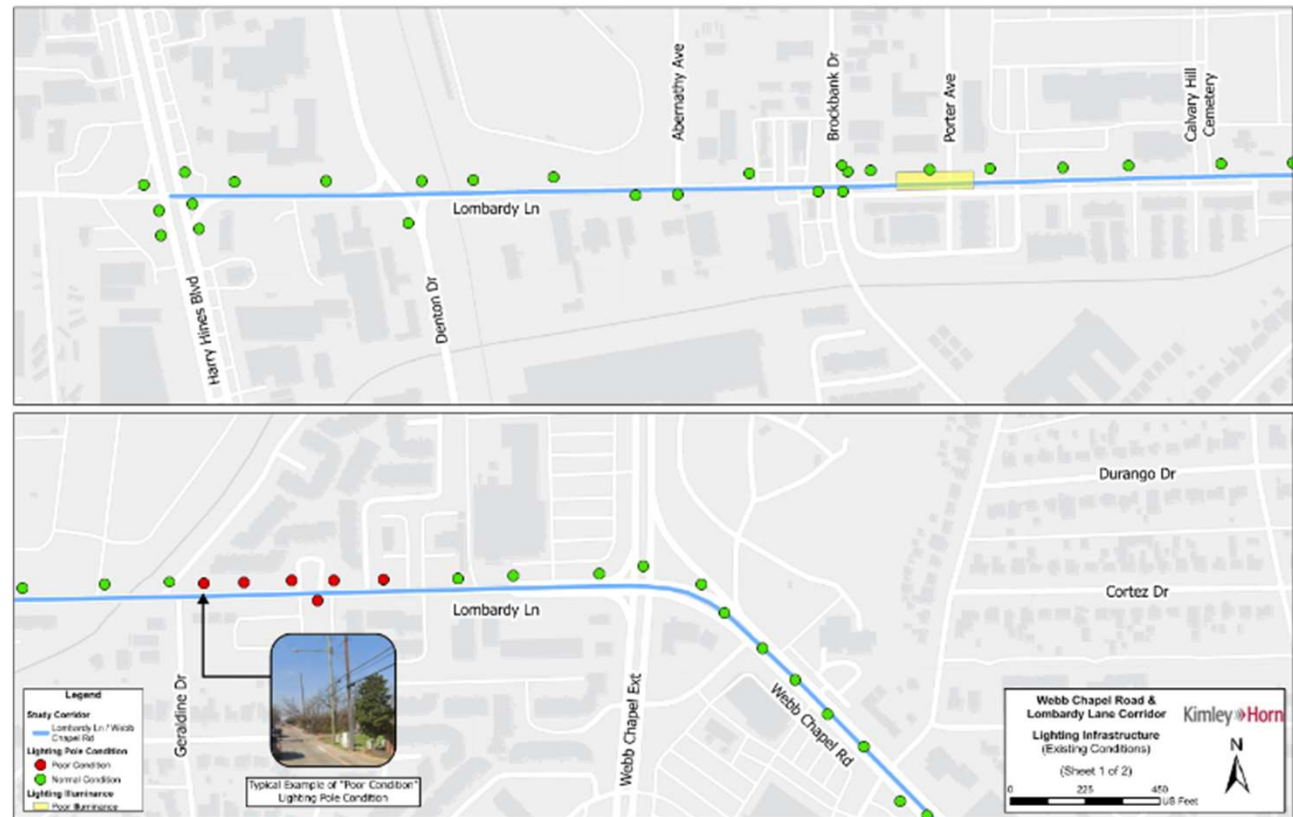 Abernathy Ave
Brockbank Dr
Porter Ave
Calvary Hill
Cemetery
Lombardy Ln
Harry Hines Blvd
Denton Dr
Durango Dr
Cortez Dr
Lombardy Ln
Geraldine Dr
Webb Chapel Ext
Webb Chapel Rd
Legend
Study Corridor
Lombardy Ln / Webb
Chapel Rd
Lighting Pole Condition
Poor Condition
Normal Condition
Lighting Illuminance
Poor Illuminance
Typical Example of "Poor Condition"
Lighting Pole Condition
Webb Chapel Road &
Lombardy Lane Corridor
Lighting Infrastructure
(Existing Conditions)
(Sheet 1 of 2)
Kimley»Horn
N
0 225 450
US Feet